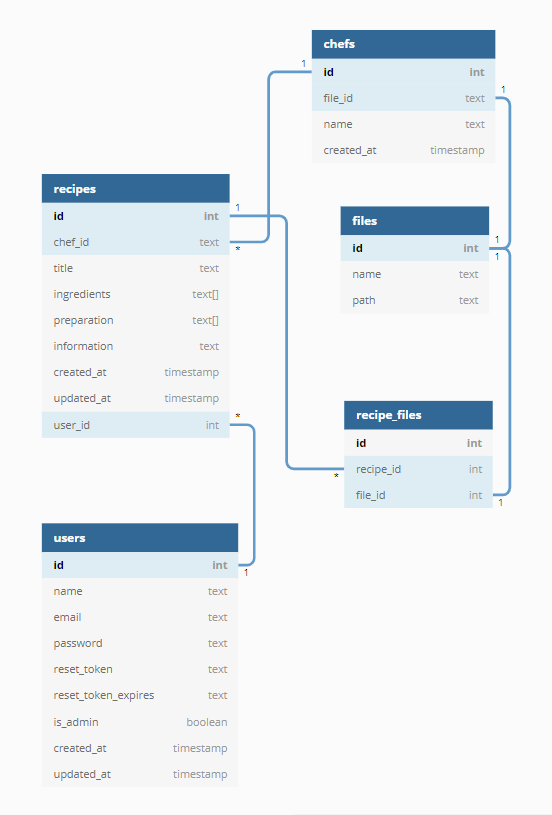 chefs
id int
file_id text
name text
created_at timestamp
1
1
recipes
id int
chef_id text
title text
ingredients text[]
preparation text[]
information text
created_at timestamp
updated_at timestamp
user_id int
1
*
*
files
id int
name text
path text
1
1
recipe_files
id int
recipe_id int
file_id int
*
1
users
id int
name text
email text
password text
reset_token text
reset_token_expires text
is_admin boolean
created_at timestamp
updated_at timestamp
1